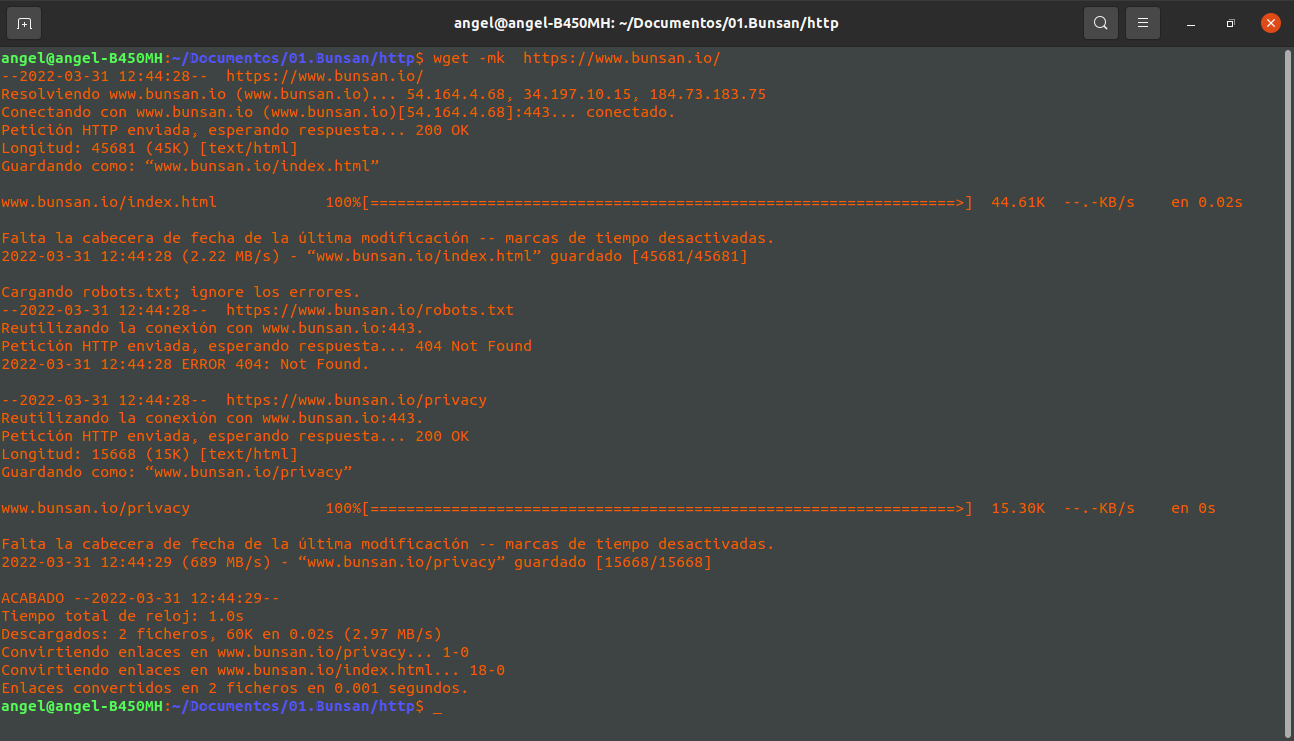 angel@angel-B450MH: ~/Documentos/01.Bunsan/http
angel@angel-B450MH:~/Documentos/01.Bunsan/http$ wget -mk  https://www.bunsan.io/
--2022-03-31 12:44:28--  https://www.bunsan.io/
Resolviendo www.bunsan.io (www.bunsan.io)... 54.164.4.68, 34.197.10.15, 184.73.183.75
Conectando con www.bunsan.io (www.bunsan.io)[54.164.4.68]:443... conectado.
Petición HTTP enviada, esperando respuesta... 200 OK
Longitud: 45681 (45K) [text/html]
Guardando como: “www.bunsan.io/index.html”
www.bunsan.io/index.html            100%[=================================================================>]  44.61K  --.-KB/s    en 0.02s
Falta la cabecera de fecha de la última modificación -- marcas de tiempo desactivadas.
2022-03-31 12:44:28 (2.22 MB/s) - “www.bunsan.io/index.html” guardado [45681/45681]
Cargando robots.txt; ignore los errores.
--2022-03-31 12:44:28--  https://www.bunsan.io/robots.txt
Reutilizando la conexión con www.bunsan.io:443.
Petición HTTP enviada, esperando respuesta... 404 Not Found
2022-03-31 12:44:28 ERROR 404: Not Found.
--2022-03-31 12:44:28--  https://www.bunsan.io/privacy
Reutilizando la conexión con www.bunsan.io:443.
Petición HTTP enviada, esperando respuesta... 200 OK
Longitud: 15668 (15K) [text/html]
Guardando como: “www.bunsan.io/privacy”
www.bunsan.io/privacy               100%[=================================================================>]  15.30K  --.-KB/s    en 0s
Falta la cabecera de fecha de la última modificación -- marcas de tiempo desactivadas.
2022-03-31 12:44:29 (689 MB/s) - “www.bunsan.io/privacy” guardado [15668/15668]
ACABADO --2022-03-31 12:44:29--
Tiempo total de reloj: 1.0s
Descargados: 2 ficheros, 60K en 0.02s (2.97 MB/s)
Convirtiendo enlaces en www.bunsan.io/privacy... 1-0
Convirtiendo enlaces en www.bunsan.io/index.html... 18-0
Enlaces convertidos en 2 ficheros en 0.001 segundos.
angel@angel-B450MH:~/Documentos/01.Bunsan/http$ _